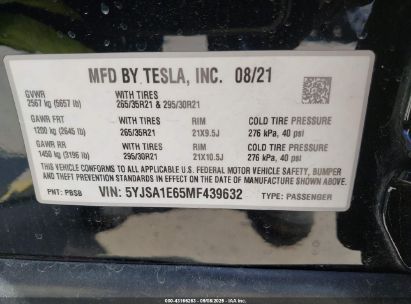 MFD BY TESLA, INC. 08/21
GVWR WITH TIRES
2567 kg (5657 lb) 265/35R21 & 295/30R21
GAWR FRT WITH TIRES RIM COLD TIRE PRESSURE
1200 kg (2645 lb) 265/35R21 21X9.5J 276 kPa, 40 psi
GAWR RR WITH TIRES RIM COLD TIRE PRESSURE
1450 kg (3196 lb) 295/30R21 21X10.5J 276 kPa, 40 psi
THIS VEHICLE CONFORMS TO ALL APPLICABLE U.S. FEDERAL MOTOR VEHICLE SAFETY, BUMPER, AND
THEFT PREVENTION STANDARDS IN EFFECT ON THE DATE OF MANUFACTURE SHOWN ABOVE.
PNT: PBSB VIN: 5YJSA1E65MF439632 TYPE: PASSENGER